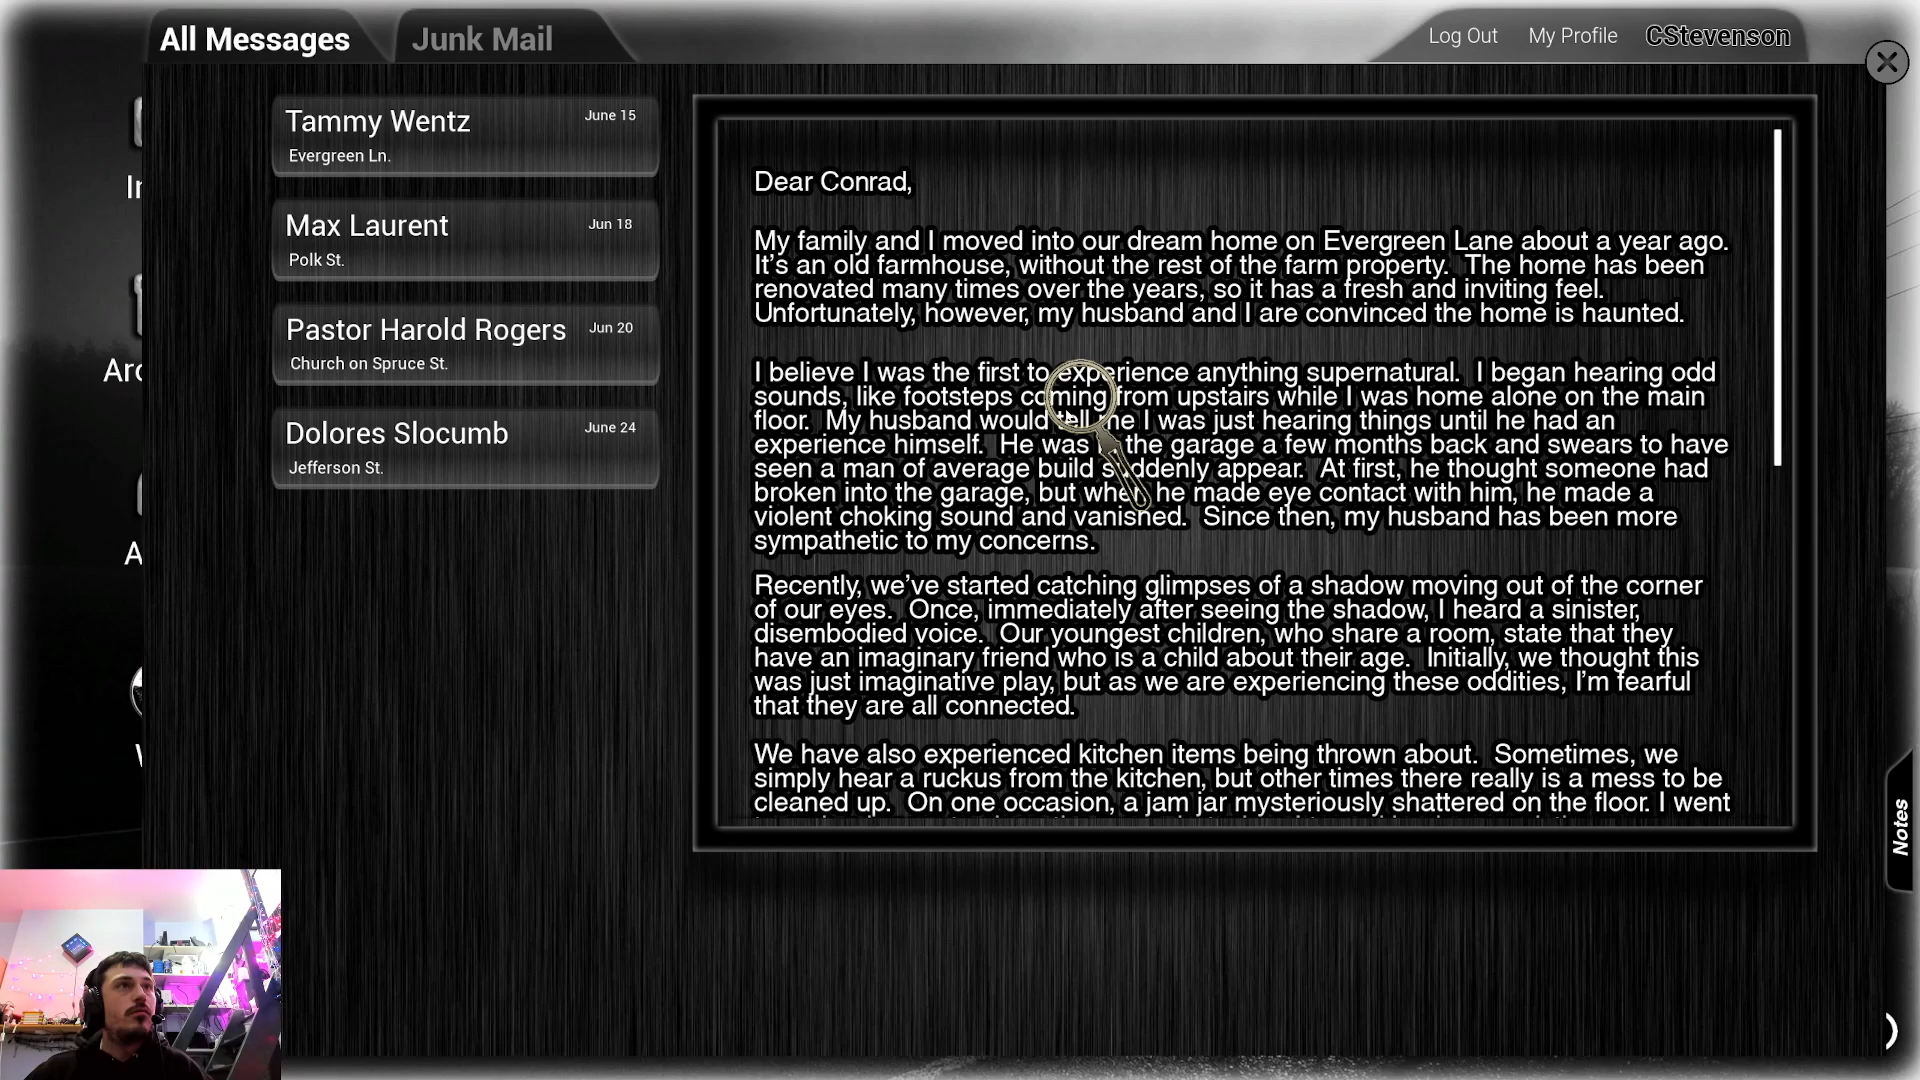 All Messages
Junk Mail
Log Out
My Profile
CStevenson
Tammy Wentz
June 15
Evergreen Ln.
Max Laurent
Jun 18
Polk St.
Pastor Harold Rogers
Jun 20
Church on Spruce St.
Dolores Slocumb
June 24
Jefferson St.
Dear Conrad,
My family and I moved into our dream home on Evergreen Lane about a year ago.
It's an old farmhouse, without the rest of the farm property. The home has been
renovated many times over the years, so it has a fresh and inviting feel.
Unfortunately, however, my husband and I are convinced the home is haunted.
I believe I was the first to experience anything supernatural. I began hearing odd
sounds, like footsteps coming from upstairs while I was home alone on the main
floor. My husband would tell me I was just hearing things until he had an
experience himself. He was the garage a few months back and swears to have
seen a man of average build suddenly appear. At first, he thought someone had
broken into the garage, but when he made eye contact with him, he made a
violent choking sound and vanished. Since then, my husband has been more
sympathetic to my concerns.
Recently, we've started catching glimpses of a shadow moving out of the corner
of our eyes. Once, immediately after seeing the shadow, I heard a sinister,
disembodied voice. Our youngest children, who share a room, state that they
have an imaginary friend who is a child about their age. Initially, we thought this
was just imaginative play, but as we are experiencing these oddities, I'm fearful
that they are all connected.
We have also experienced kitchen items being thrown about. Sometimes, we
simply hear a ruckus from the kitchen, but other times there really is a mess to be
cleaned up. On one occasion, a jam jar mysteriously shattered on the floor. I went
Notes